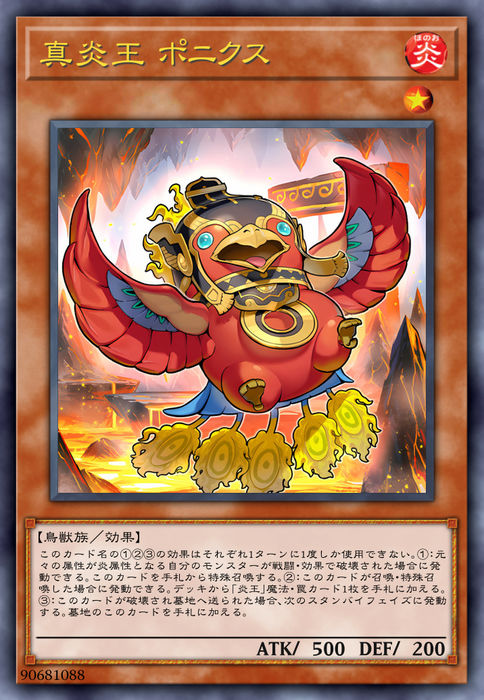 真炎王 ポニクス
ほのお
炎
【鳥獣族／効果】
このカード名の①②③の効果はそれぞれ1ターンに1度しか使用できない。①：元
々の属性が炎属性となる自分のモンスターが戦闘・効果で破壊された場合に発
動できる。このカードを手札から特殊召喚する。②：このカードが召喚・特殊召
喚した場合に発動できる。デッキから「炎王」魔法・罠カード1枚を手札に加える。
③：このカードが破壊され墓地へ送られた場合、次のスタンバイフェイズに発動
する。墓地のこのカードを手札に加える。
ATK/ 500 DEF/ 200
90681088